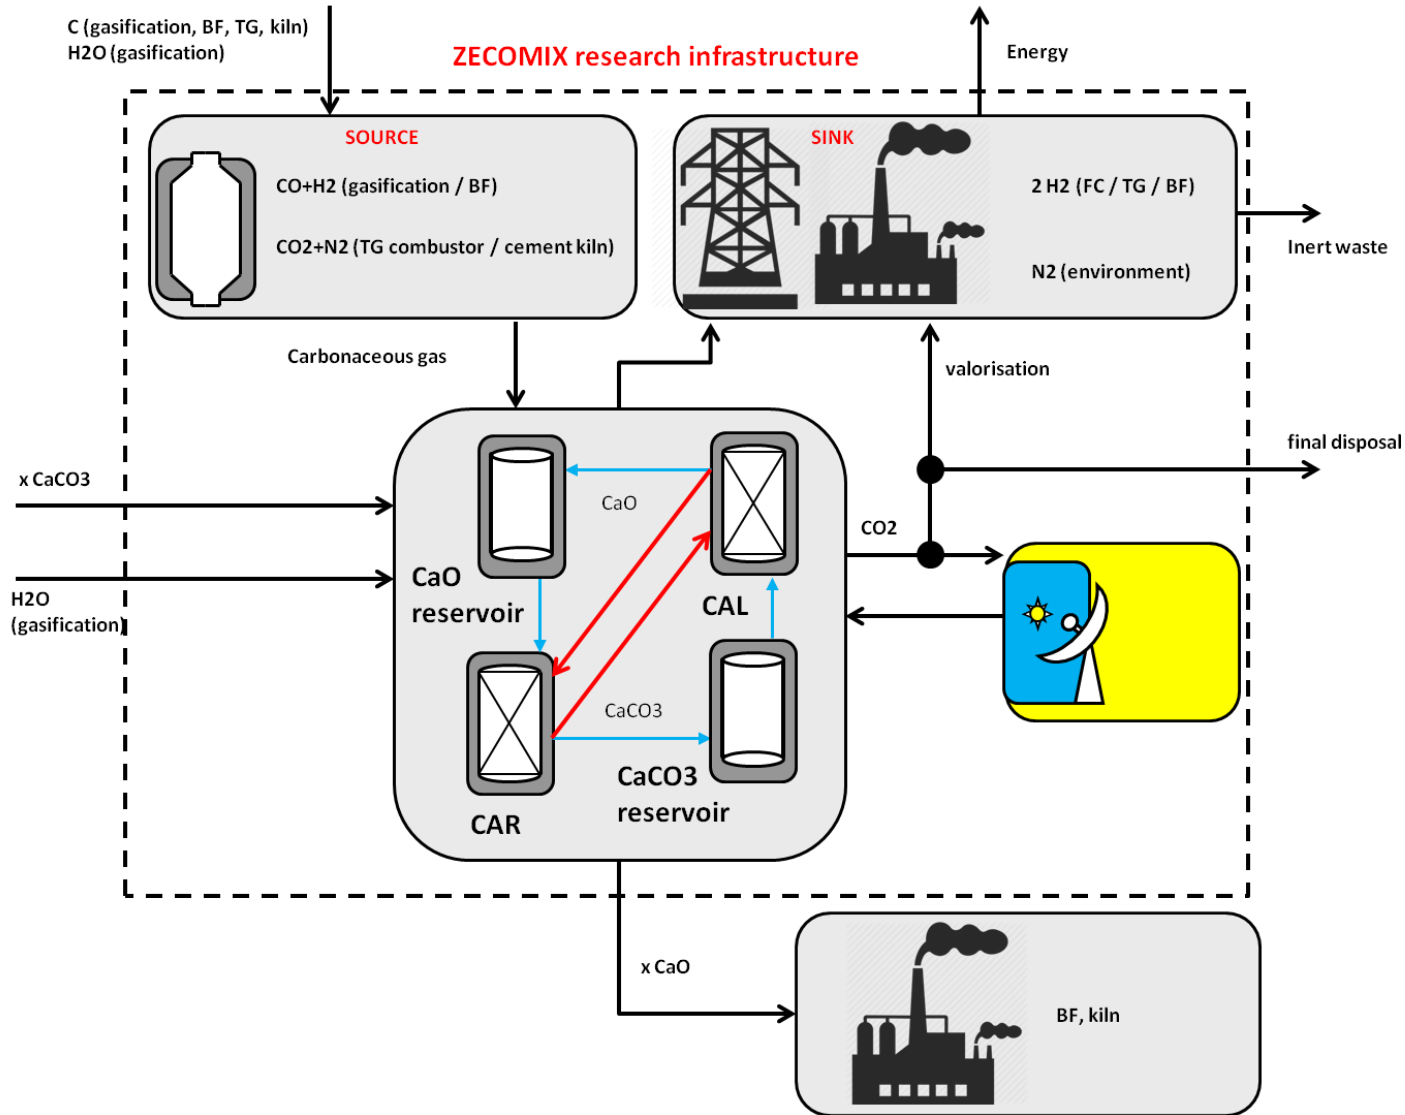 C (gasification, BF, TG, kiln)
H2O (gasification)
ZECOMIX research infrastructure
Energy
SOURCE
CO+H2 (gasification / BF)
CO2+N2 (TG combustor / cement kiln)
SINK
2 H2 (FC / TG / BF)
N2 (environment)
Inert waste
Carbonaceous gas
valorisation
final disposal
x CaCO3
H2O
(gasification)
CaO
CaO
reservoir
CAL
CO2
CaCO3
CAR
CaCO3
reservoir
x CaO
BF, kiln